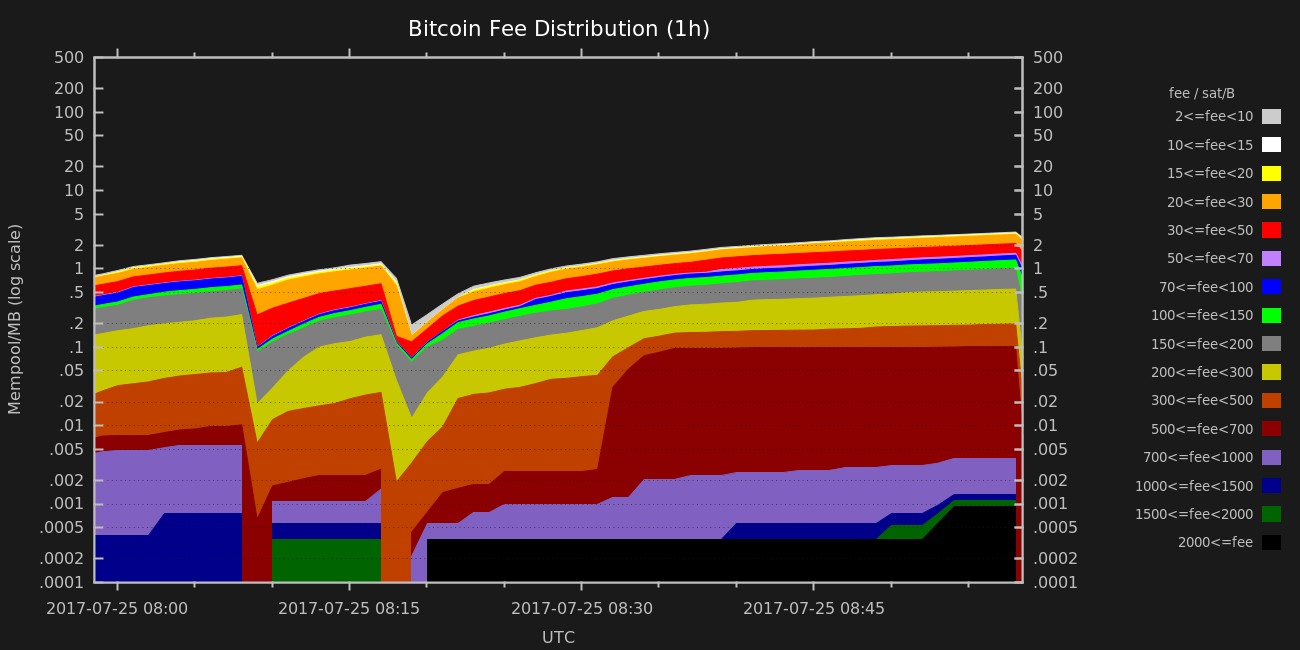 Bitcoin Fee Distribution (1h)
500 500
200 200
100 100
50 50
20 20
10 10
5 5
2 2
1 1
.5 .5
.2 .2
.1 .1
.05 .05
.02 .02
.01 .01
.005 .005
.002 .002
.001 .001
.0005 .0005
.0002 .0002
.0001 .0001
Mempool/MB (log scale)
2017-07-25 08:00 2017-07-25 08:15 2017-07-25 08:30 2017-07-25 08:45
UTC
fee / sat/B
2<=fee<10
10<=fee<15
15<=fee<20
20<=fee<30
30<=fee<50
50<=fee<70
70<=fee<100
100<=fee<150
150<=fee<200
200<=fee<300
300<=fee<500
500<=fee<700
700<=fee<1000
1000<=fee<1500
1500<=fee<2000
2000<=fee